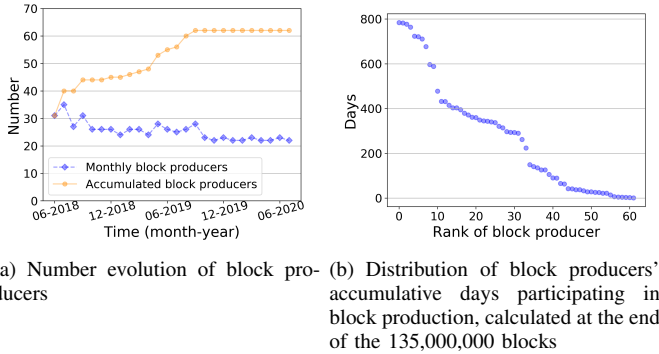 70
60
50
40
30
20
10
0
Number
Monthly block producers
Accumulated block producers
06-2018
12-2018
06-2019
12-2019
06-2020
Time (month-year)
800
600
400
200
0
Days
0 10 20 30 40 50 60
Rank of block producer
a) Number evolution of block pro-
ducers
(b) Distribution of block producers'
accumulative days participating in
block production, calculated at the end
of the 135,000,000 blocks